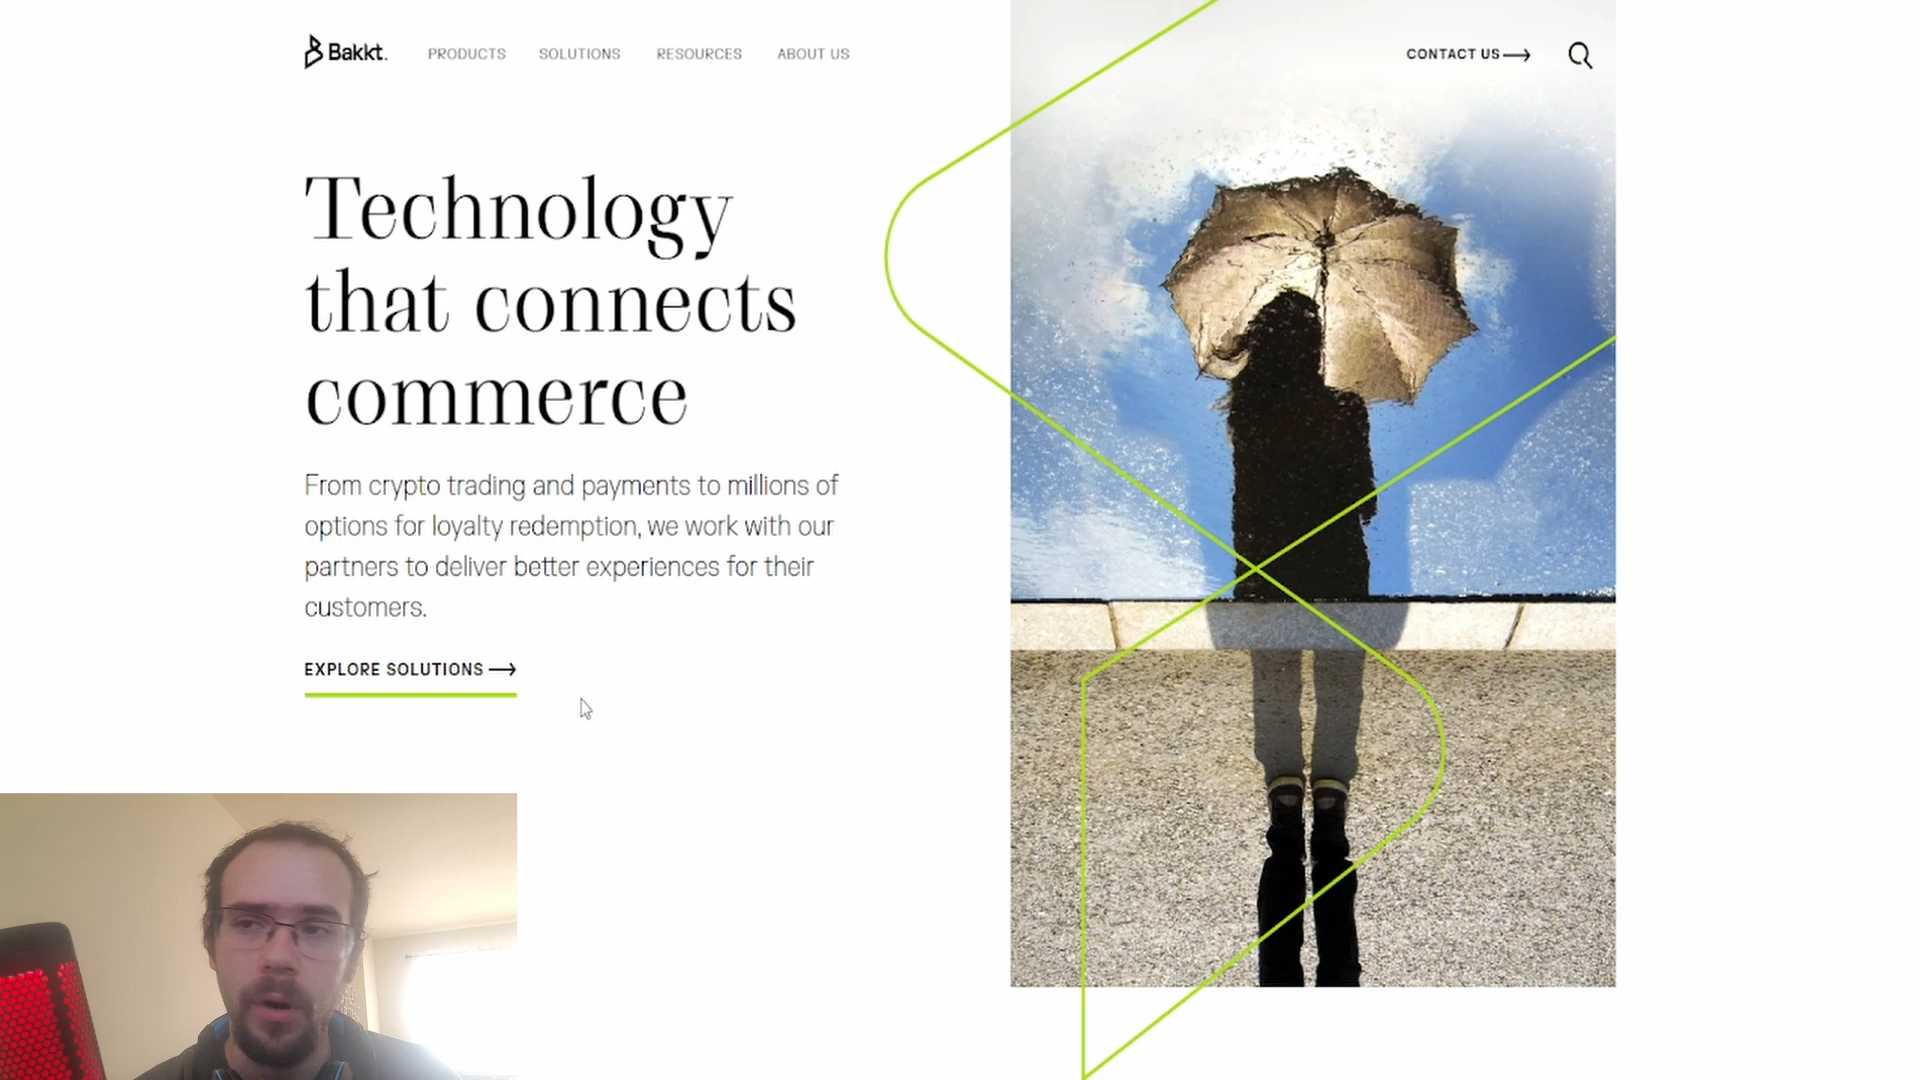 Bakkt.
PRODUCTS
SOLUTIONS
RESOURCES
ABOUT US
CONTACT US
Technology
that connects
commerce
From crypto trading and payments to millions of
options for loyalty redemption, we work with our
partners to deliver better experiences for their
customers.
EXPLORE SOLUTIONS